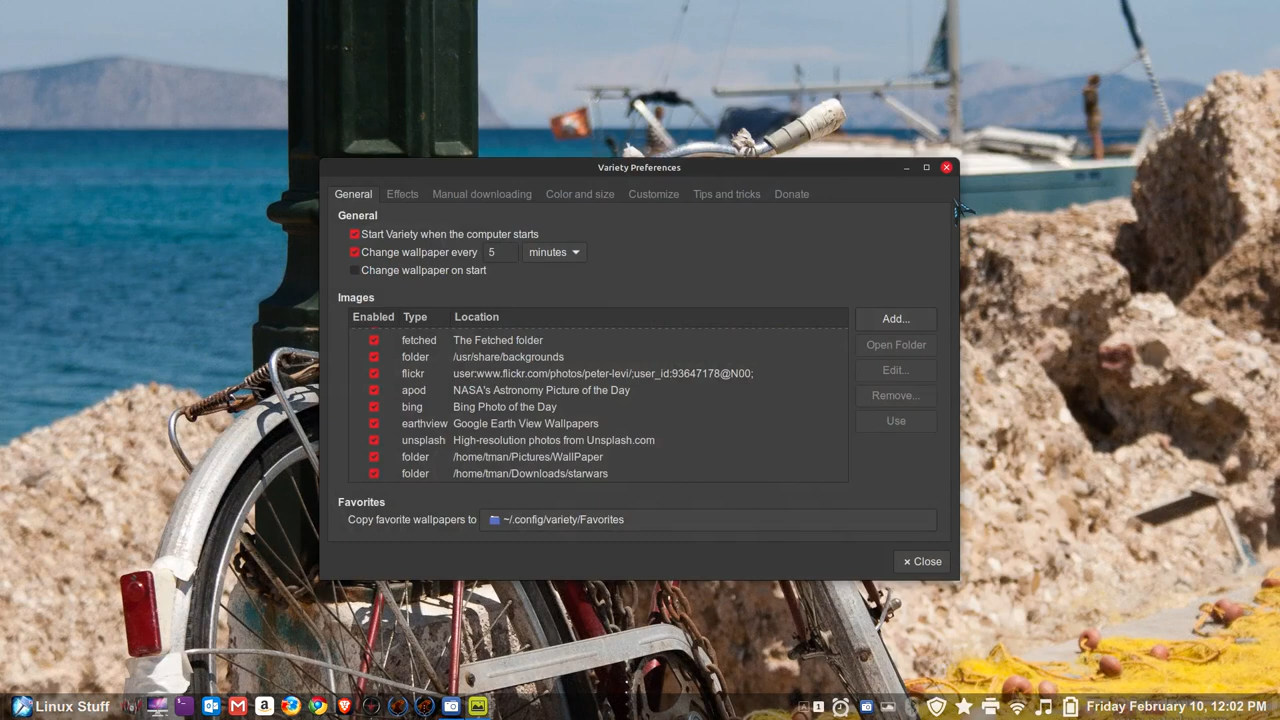 Variety Preferences
General Effects Manual downloading Color and size Customize Tips and tricks Donate
General
Start Variety when the computer starts
Change wallpaper every 5 minutes
Change wallpaper on start
Images
Enabled Type Location
Add...
fetched The Fetched folder
Open Folder
folder /usr/share/backgrounds
flickr user:www.flickr.com/photos/peter-levi/;user_id:93647178@N00;
Edit...
apod NASA's Astronomy Picture of the Day
Remove...
bing Bing Photo of the Day
earthview Google Earth View Wallpapers
Use
unsplash High-resolution photos from Unsplash.com
folder /home/tman/Pictures/WallPaper
folder /home/tman/Downloads/starwars
Favorites
Copy favorite wallpapers to ~/.config/variety/Favorites
× Close
Linux Stuff 1 Friday February 10, 12:02 PM